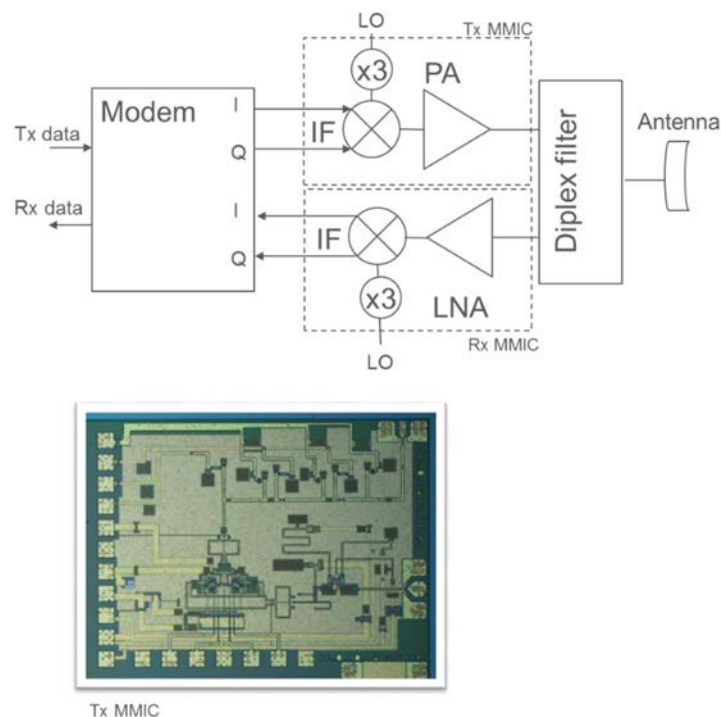 LO
Tx MMIC
x3
PA
Modem
I
IF
Q
Tx data
Rx data
I
IF
Q
x3
LNA
LO
Rx MMIC
Diplex filter
Antenna
Tx MMIC